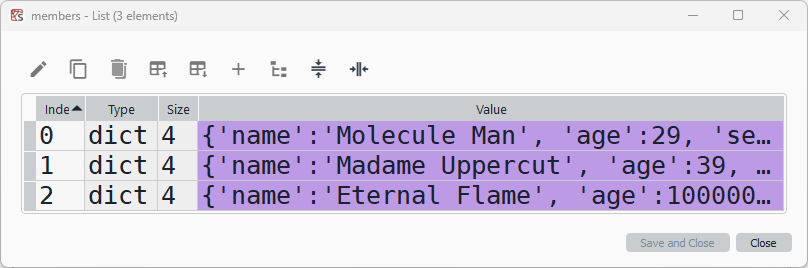 members - List (3 elements)
Inde Type Size Value
0 dict 4 {'name':'Molecule Man', 'age':29, 'se…
1 dict 4 {'name':'Madame Uppercut', 'age':39, …
2 dict 4 {'name':'Eternal Flame', 'age':100000…
Save and Close Close